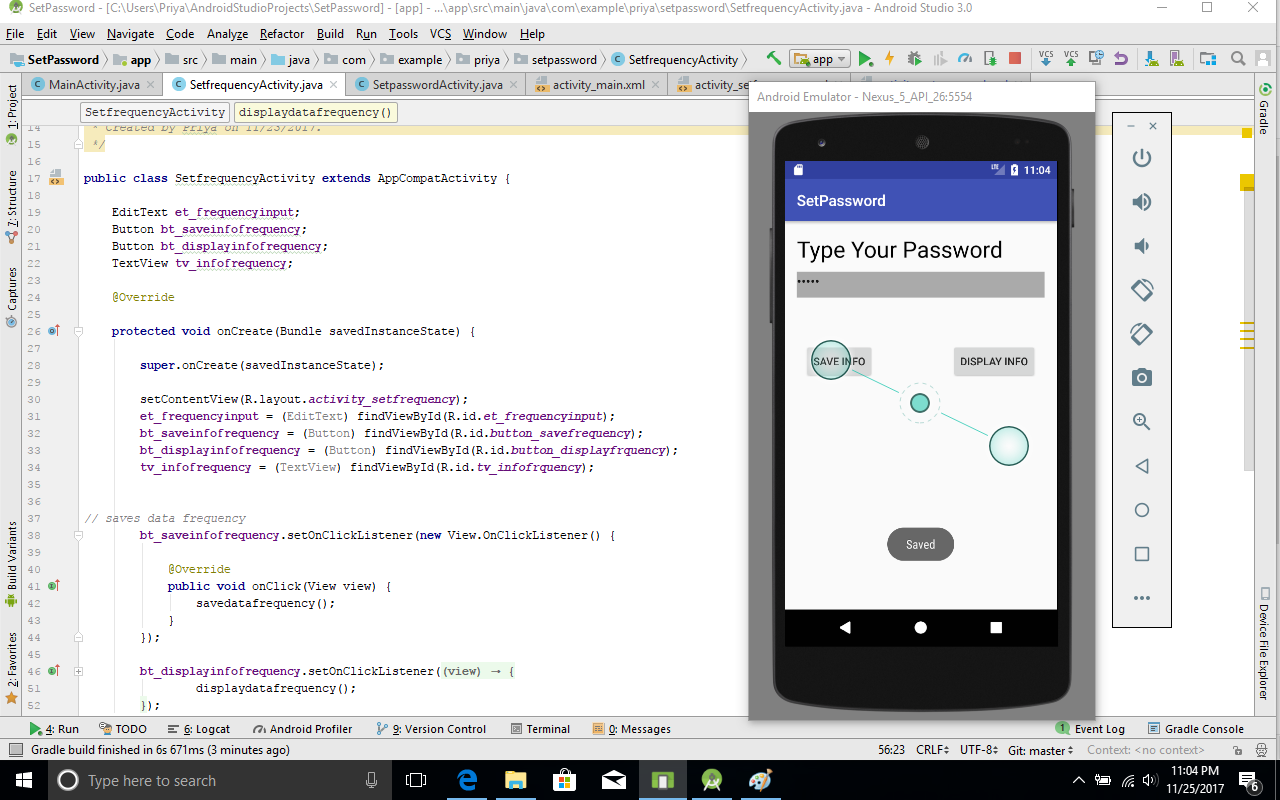 SetPassword - [C:\Users\Priya\AndroidStudioProjects\SetPassword] - [app] - ...\app\src\main\java\com\example\priya\setpassword\SetfrequencyActivity.java - Android Studio 3.0
File Edit View Navigate Code Analyze Refactor Build Run Tools VCS Window Help
SetPassword app src main java com example priya setpassword SetfrequencyActivity app VCS VCS
MainActivity.java SetfrequencyActivity.java SetpasswordActivity.java activity_main.xml
SetfrequencyActivity displaydatafrequency()
1: Project
7: Structure
Captures
Build Variants
2: Favorites
14 * Created by Priya on 11/23/2017.
15 */
16
17 public class SetfrequencyActivity extends AppCompatActivity {
18
19 EditText et_frequencyinput;
20 Button bt_saveinfofrequency;
21 Button bt_displayinfofrequency;
22 TextView tv_infofrequency;
23
24 @Override
25
26 protected void onCreate(Bundle savedInstanceState) {
27
28 super.onCreate(savedInstanceState);
29
30 setContentView(R.layout.activity_setfrequency);
31 et_frequencyinput = (EditText) findViewById(R.id.et_frequencyinput);
32 bt_saveinfofrequency = (Button) findViewById(R.id.button_savefrequency);
33 bt_displayinfofrequency = (Button) findViewById(R.id.button_displayfrquency);
34 tv_infofrequency = (TextView) findViewById(R.id.tv_infofrquency);
35
36
37 // saves data frequency
38 bt_saveinfofrequency.setOnClickListener(new View.OnClickListener() {
39
40 @Override
41 public void onClick(View view) {
42 savedatafrequency();
43 }
44 });
45
46 bt_displayinfofrequency.setOnClickListener((view) → {
51 displaydatafrequency();
52 });
Android Emulator - Nexus_5_API_26:5554
LTE 11:04
SetPassword
Type Your Password
•••••
SAVE INFO DISPLAY INFO
Saved
Gradle
Device File Explorer
4: Run TODO 6: Logcat Android Profiler 9: Version Control Terminal 0: Messages 1 Event Log Gradle Console
Gradle build finished in 6s 671ms (3 minutes ago) 56:23 CRLF UTF-8 Git: master Context: <no context>
Type here to search
11:04 PM
11/25/2017
6